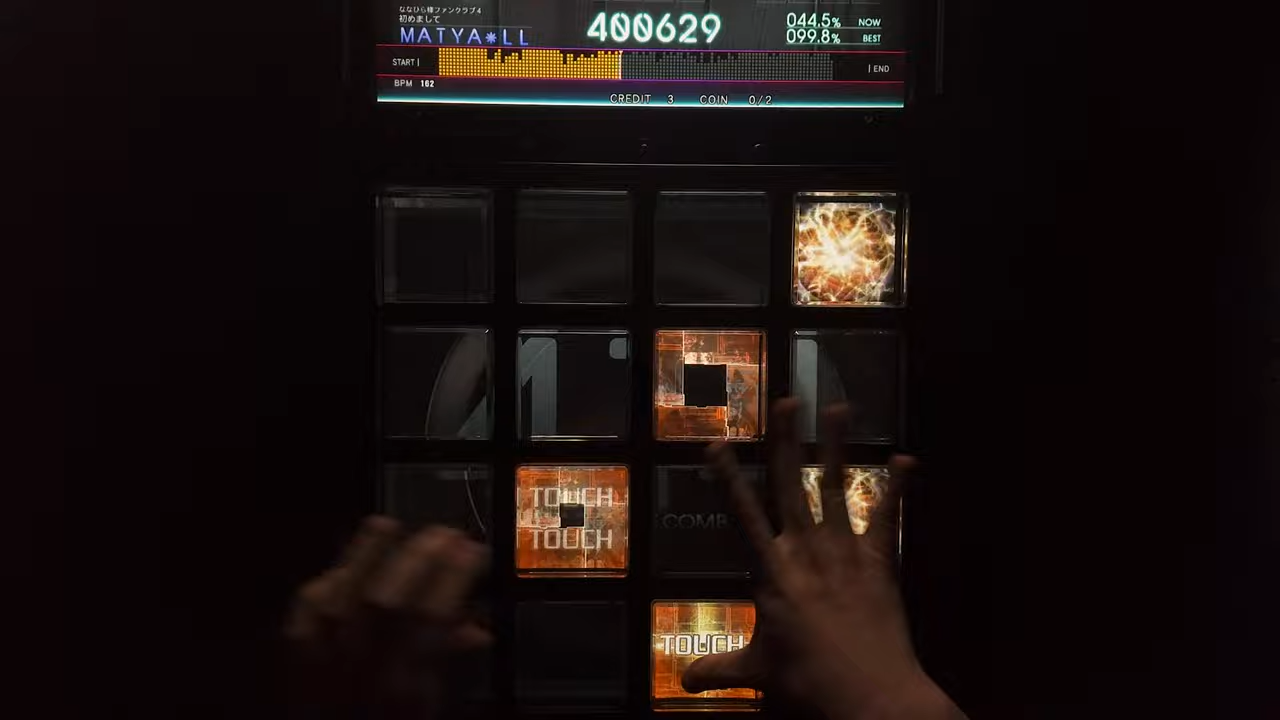 ななひら様ファンクラブ4
初めまして
MATYA*LL
400629
044.5% NOW
099.8% BEST
START |
| END
BPM 162
CREDIT 3 COIN 0/2
TOUCH
TOUCH
COMB
TOUCH